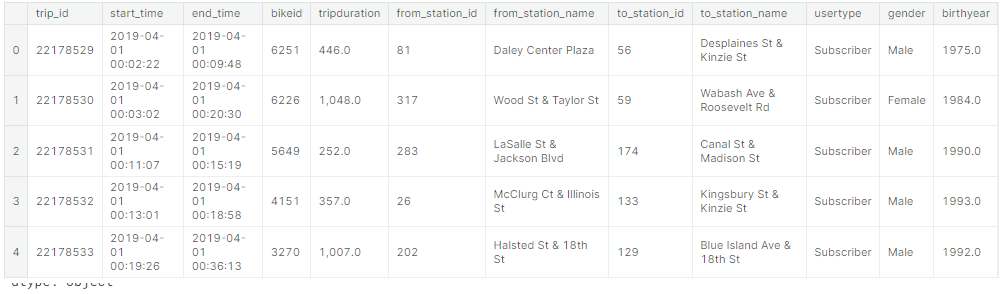 trip_id start_time end_time bikeid tripduration from_station_id from_station_name to_station_id to_station_name usertype gender birthyear
0 22178529 2019-04-01 00:02:22 2019-04-01 00:09:48 6251 446.0 81 Daley Center Plaza 56 Desplaines St & Kinzie St Subscriber Male 1975.0
1 22178530 2019-04-01 00:03:02 2019-04-01 00:20:30 6226 1,048.0 317 Wood St & Taylor St 59 Wabash Ave & Roosevelt Rd Subscriber Female 1984.0
2 22178531 2019-04-01 00:11:07 2019-04-01 00:15:19 5649 252.0 283 LaSalle St & Jackson Blvd 174 Canal St & Madison St Subscriber Male 1990.0
3 22178532 2019-04-01 00:13:01 2019-04-01 00:18:58 4151 357.0 26 McClurg Ct & Illinois St 133 Kingsbury St & Kinzie St Subscriber Male 1993.0
4 22178533 2019-04-01 00:19:26 2019-04-01 00:36:13 3270 1,007.0 202 Halsted St & 18th St 129 Blue Island Ave & 18th St Subscriber Male 1992.0
dtype: object